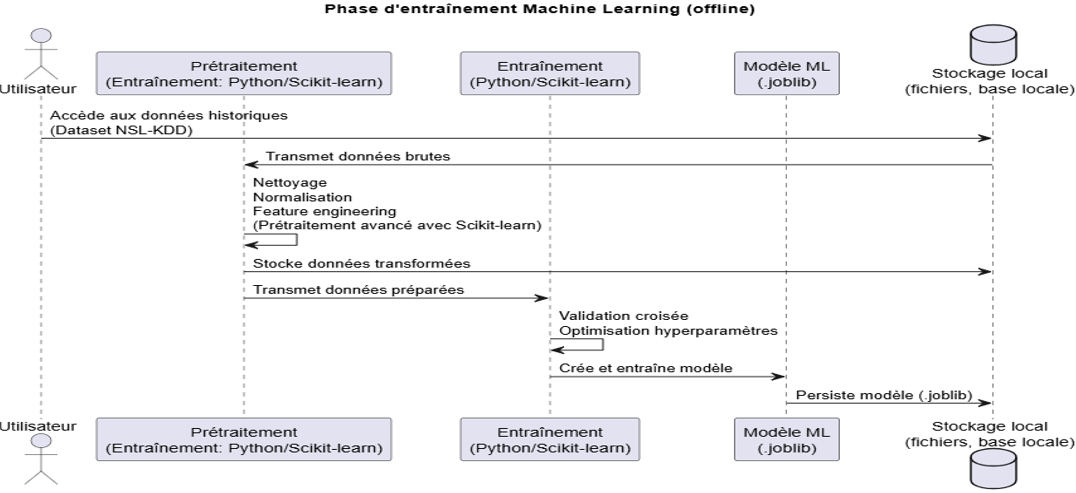 Phase d'entraînement Machine Learning (offline)
Utilisateur
Prétraitement
(Entraînement: Python/Scikit-learn)
Entraînement
(Python/Scikit-learn)
Modèle ML
(.joblib)
Stockage local
(fichiers, base locale)
Accède aux données historiques
(Dataset NSL-KDD)
Transmet données brutes
Nettoyage
Normalisation
Feature engineering
(Prétraitement avancé avec Scikit-learn)
Stocke données transformées
Transmet données préparées
Validation croisée
Optimisation hyperparamètres
Crée et entraîne modèle
Persiste modèle (.joblib)
Utilisateur
Prétraitement
(Entraînement: Python/Scikit-learn)
Entraînement
(Python/Scikit-learn)
Modèle ML
(.joblib)
Stockage local
(fichiers, base locale)